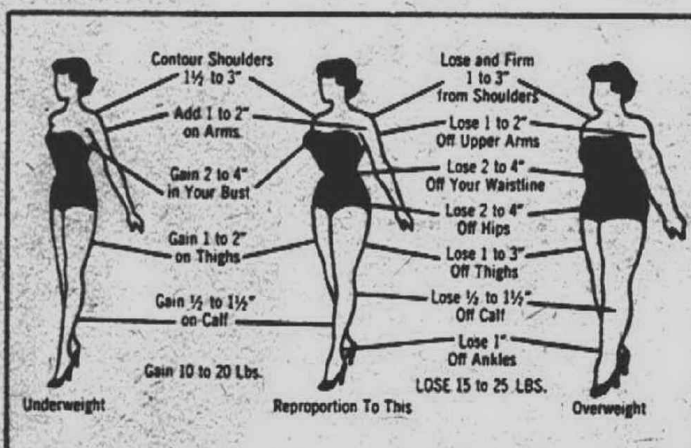 Contour Shoulders
1½ to 3"
Add 1 to 2"
on Arms.
Gain 2 to 4"
in Your Bust
Gain 1 to 2"
on Thighs
Gain ½ to 1½"
on Calf
Gain 10 to 20 Lbs.
Underweight
Lose and Firm
1 to 3"
from Shoulders
Lose 1 to 2"
Off Upper Arms
Lose 2 to 4"
Off Your Waistline
Lose 2 to 4"
Off Hips
Lose 1 to 3"
Off Thighs
Lose ½ to 1½"
Off Calf
Lose 1"
Off Ankles
LOSE 15 to 25 LBS.
Reproportion To This
Overweight